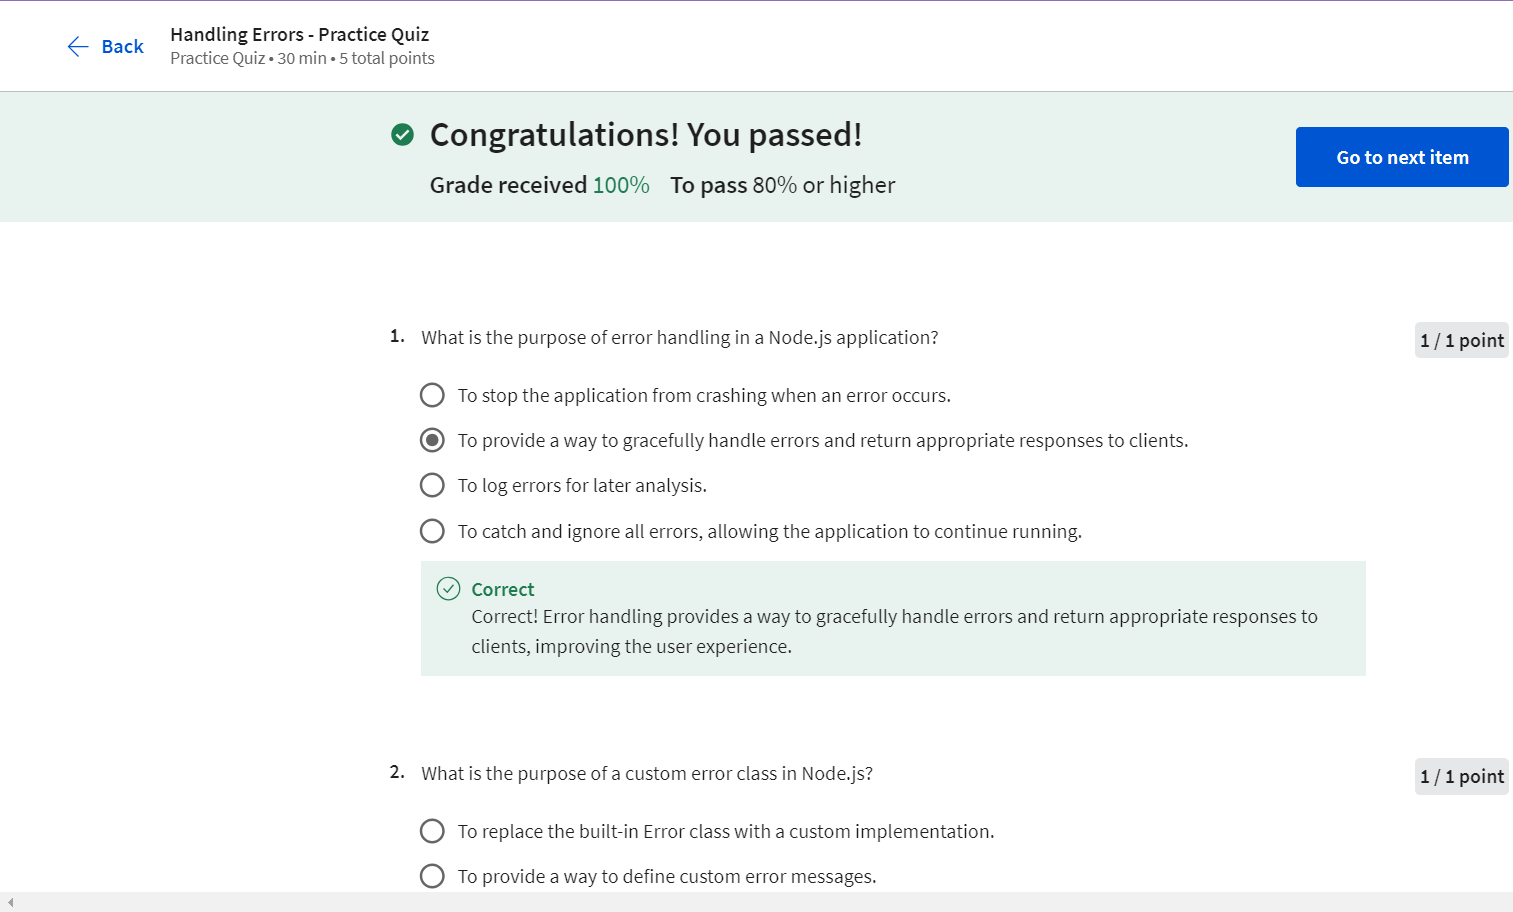 Back
Handling Errors - Practice Quiz
Practice Quiz • 30 min • 5 total points
Congratulations! You passed!
Grade received 100% To pass 80% or higher
Go to next item
1. What is the purpose of error handling in a Node.js application?
1 / 1 point
To stop the application from crashing when an error occurs.
To provide a way to gracefully handle errors and return appropriate responses to clients.
To log errors for later analysis.
To catch and ignore all errors, allowing the application to continue running.
Correct
Correct! Error handling provides a way to gracefully handle errors and return appropriate responses to
clients, improving the user experience.
2. What is the purpose of a custom error class in Node.js?
1 / 1 point
To replace the built-in Error class with a custom implementation.
To provide a way to define custom error messages.